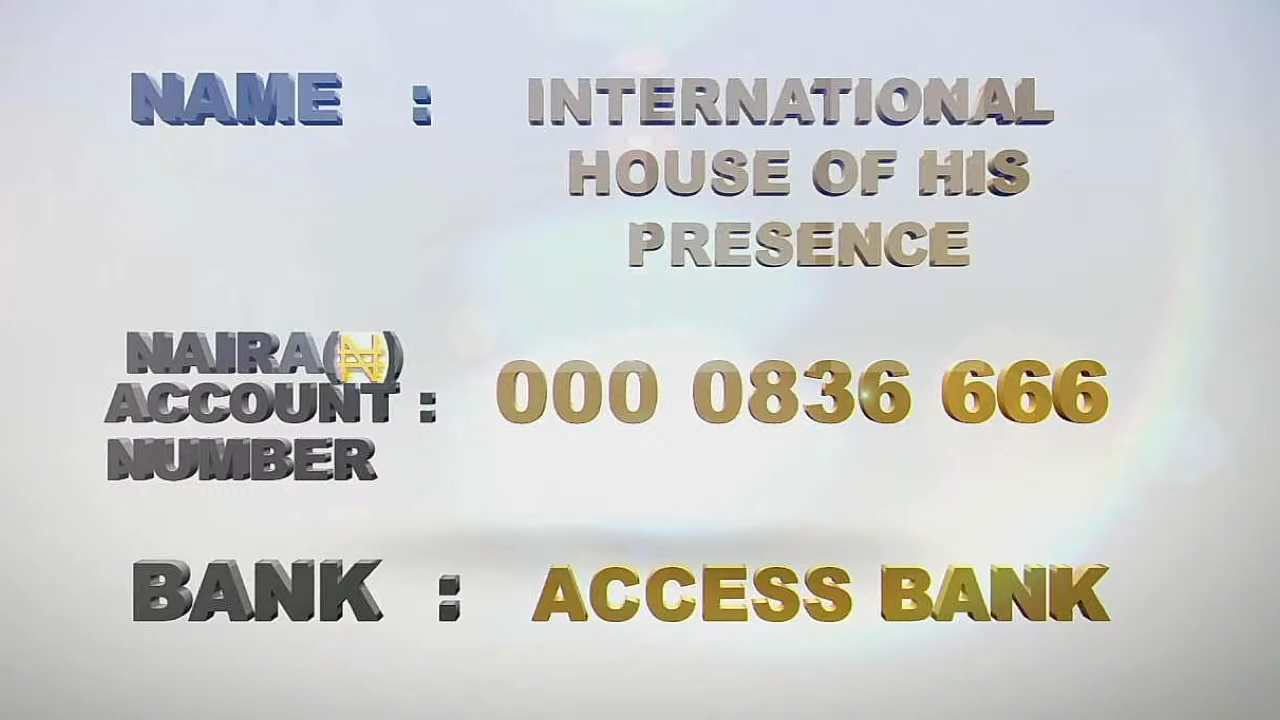 NAME : INTERNATIONAL
HOUSE OF HIS
PRESENCE
NAIRA(₦)
ACCOUNT : 000 0836 666
NUMBER
BANK : ACCESS BANK